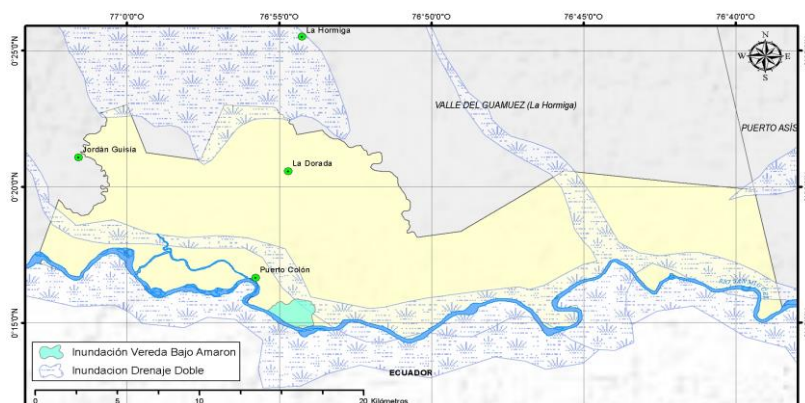 77°0'0"O 76°55'0"O 76°50'0"O 76°45'0"O 76°40'0"O
La Hormiga
0°25'0"N
N
W E
S
VALLE DEL GUAMUEZ (La Hormiga)
PUERTO ASÍS
Jordán Guisía
La Dorada
0°20'0"N
Puerto Colón
0°15'0"N
Inundación Vereda Bajo Amaron
Inundacion Drenaje Doble
ECUADOR
0 5 10 20 Kilómetros